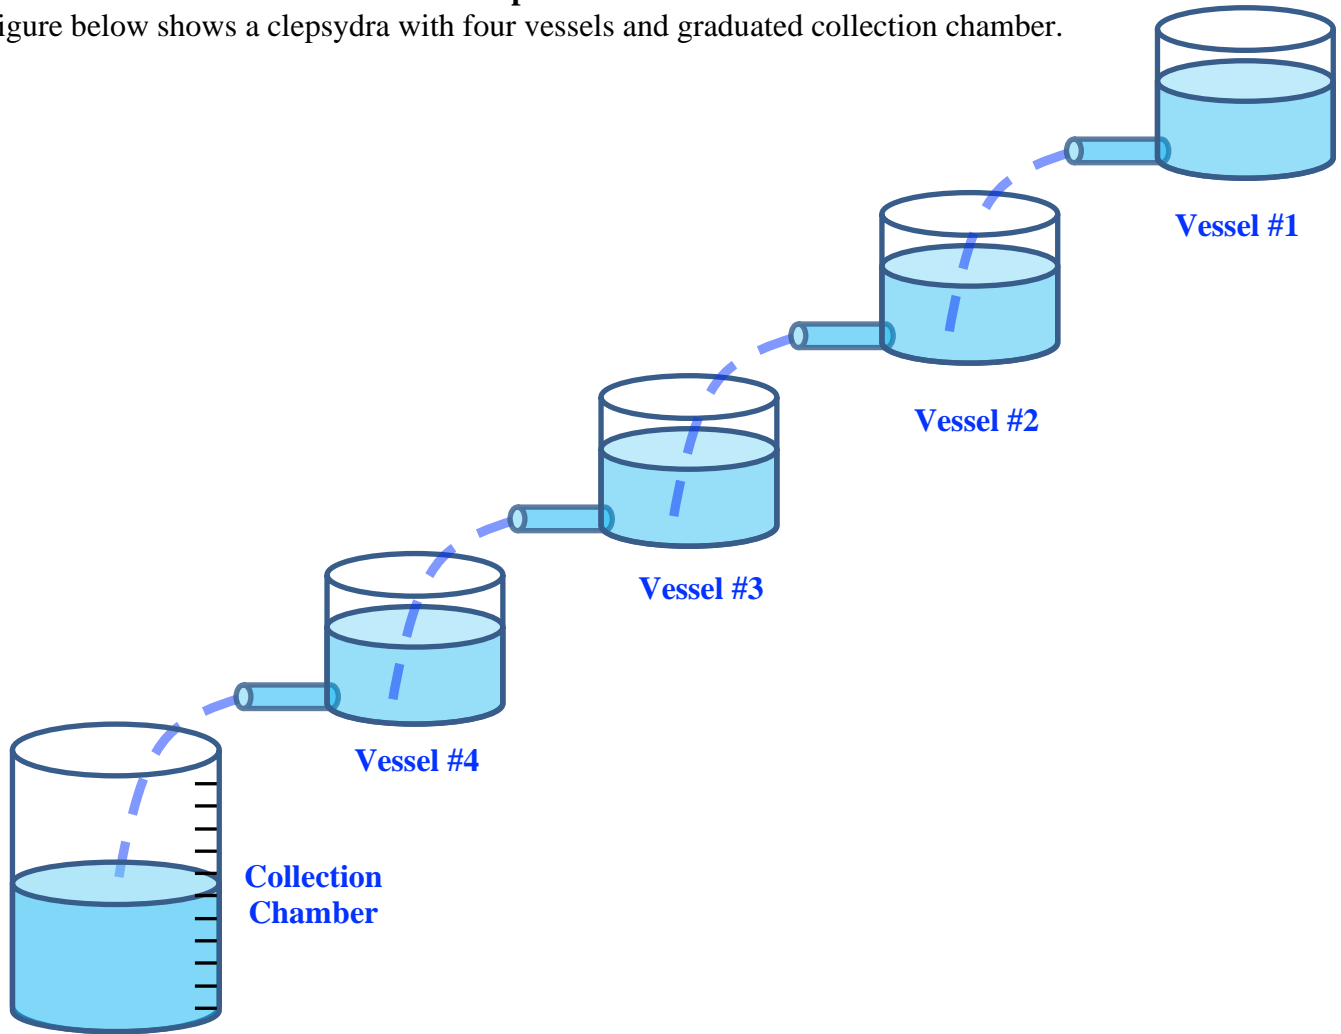 igure below shows a clepsydra with four vessels and graduated collection chamber.
Vessel #1
Vessel #2
Vessel #3
Vessel #4
Collection
Chamber